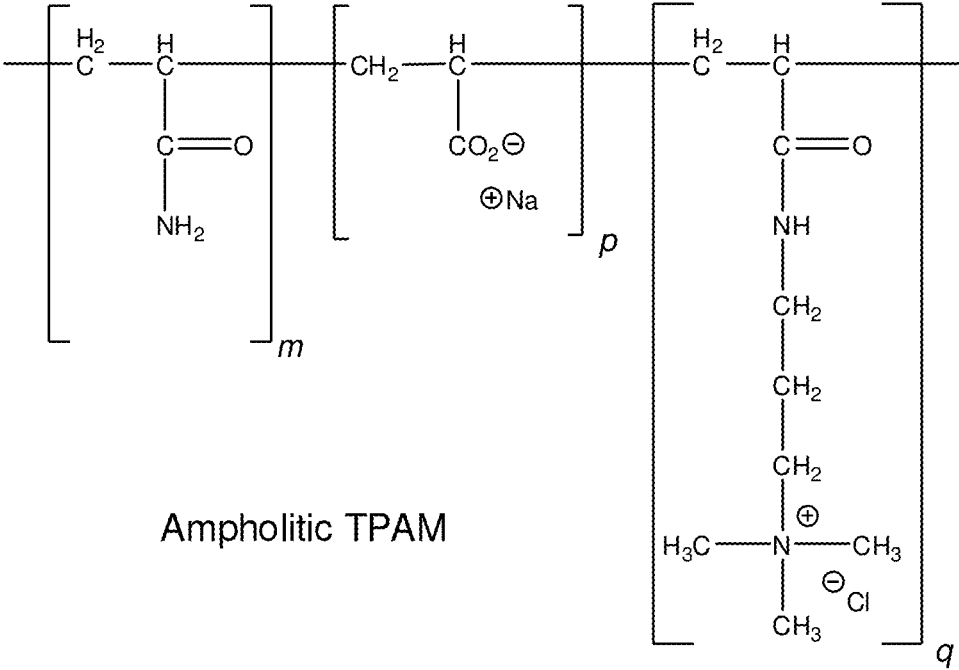 H2 H H H2 H
C C CH2 C C C
C O CO2⊖ C O
⊕Na
NH2 NH
p
CH2
m
CH2
CH2
Ampholitic TPAM
⊕
H3C N CH3
⊖
Cl
CH3
q